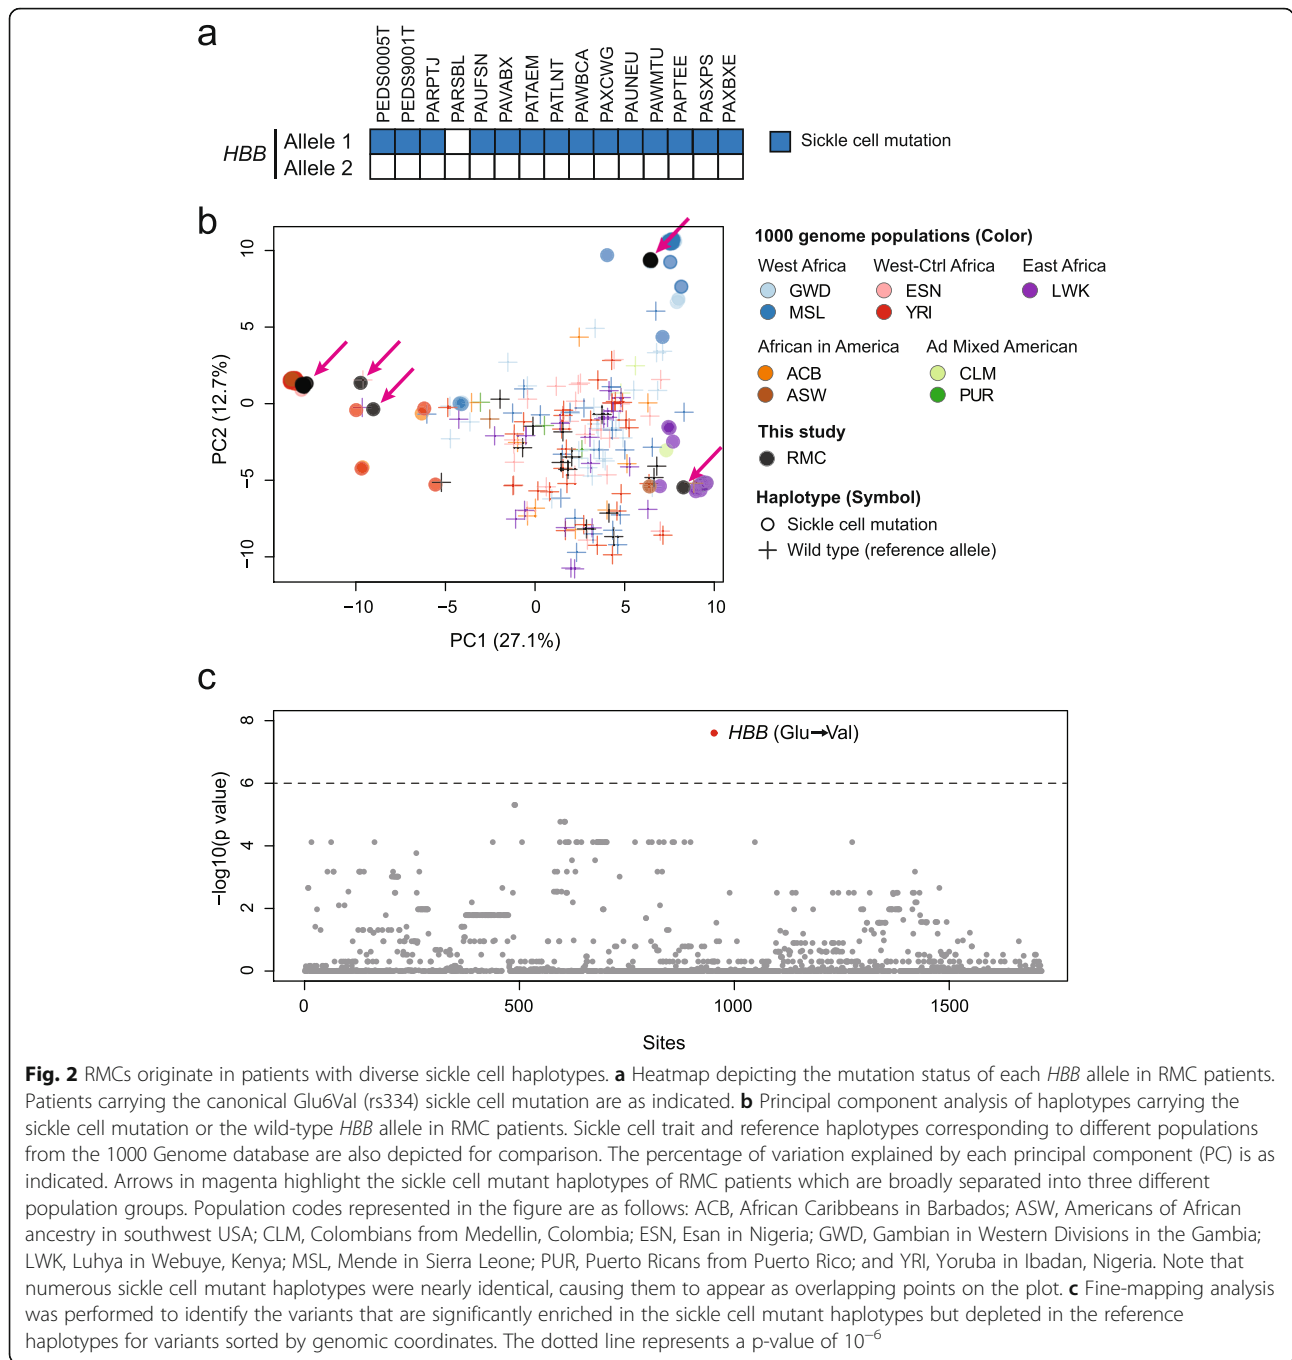 a
PEDS0005T
PEDS9001T
PARPTJ
PARSBL
PAUFSN
PAVABX
PATAEM
PATLNT
PAWBCA
PAXCWG
PAUNEU
PAWMTU
PAPTEE
PASXPS
PAXBXE
HBB
Allele 1
Allele 2
Sickle cell mutation
b
10
5
0
−5
−10
PC2 (12.7%)
−10 −5 0 5 10
PC1 (27.1%)
1000 genome populations (Color)
West Africa West-Ctrl Africa East Africa
GWD ESN LWK
MSL YRI
African in America Ad Mixed American
ACB CLM
ASW PUR
This study
RMC
Haplotype (Symbol)
Sickle cell mutation
Wild type (reference allele)
c
8
6
4
2
0
−log10(p value)
HBB (Glu→Val)
0 500 1000 1500
Sites
Fig. 2 RMCs originate in patients with diverse sickle cell haplotypes. a Heatmap depicting the mutation status of each HBB allele in RMC patients.
Patients carrying the canonical Glu6Val (rs334) sickle cell mutation are as indicated. b Principal component analysis of haplotypes carrying the
sickle cell mutation or the wild-type HBB allele in RMC patients. Sickle cell trait and reference haplotypes corresponding to different populations
from the 1000 Genome database are also depicted for comparison. The percentage of variation explained by each principal component (PC) is as
indicated. Arrows in magenta highlight the sickle cell mutant haplotypes of RMC patients which are broadly separated into three different
population groups. Population codes represented in the figure are as follows: ACB, African Caribbeans in Barbados; ASW, Americans of African
ancestry in southwest USA; CLM, Colombians from Medellin, Colombia; ESN, Esan in Nigeria; GWD, Gambian in Western Divisions in the Gambia;
LWK, Luhya in Webuye, Kenya; MSL, Mende in Sierra Leone; PUR, Puerto Ricans from Puerto Rico; and YRI, Yoruba in Ibadan, Nigeria. Note that
numerous sickle cell mutant haplotypes were nearly identical, causing them to appear as overlapping points on the plot. c Fine-mapping analysis
was performed to identify the variants that are significantly enriched in the sickle cell mutant haplotypes but depleted in the reference
haplotypes for variants sorted by genomic coordinates. The dotted line represents a p-value of 10⁻⁶